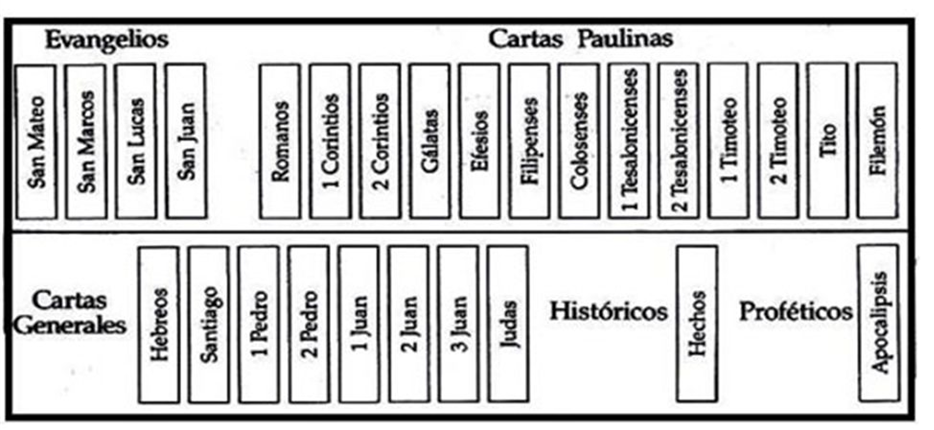 Evangelios
San Mateo
San Marcos
San Lucas
San Juan
Cartas Paulinas
Romanos
1 Corintios
2 Corintios
Gálatas
Efesios
Filipenses
Colosenses
1 Tesalonicenses
2 Tesalonicenses
1 Timoteo
2 Timoteo
Tito
Filemón
Cartas
Generales
Hebreos
Santiago
1 Pedro
2 Pedro
1 Juan
2 Juan
3 Juan
Judas
Históricos
Hechos
Proféticos
Apocalipsis